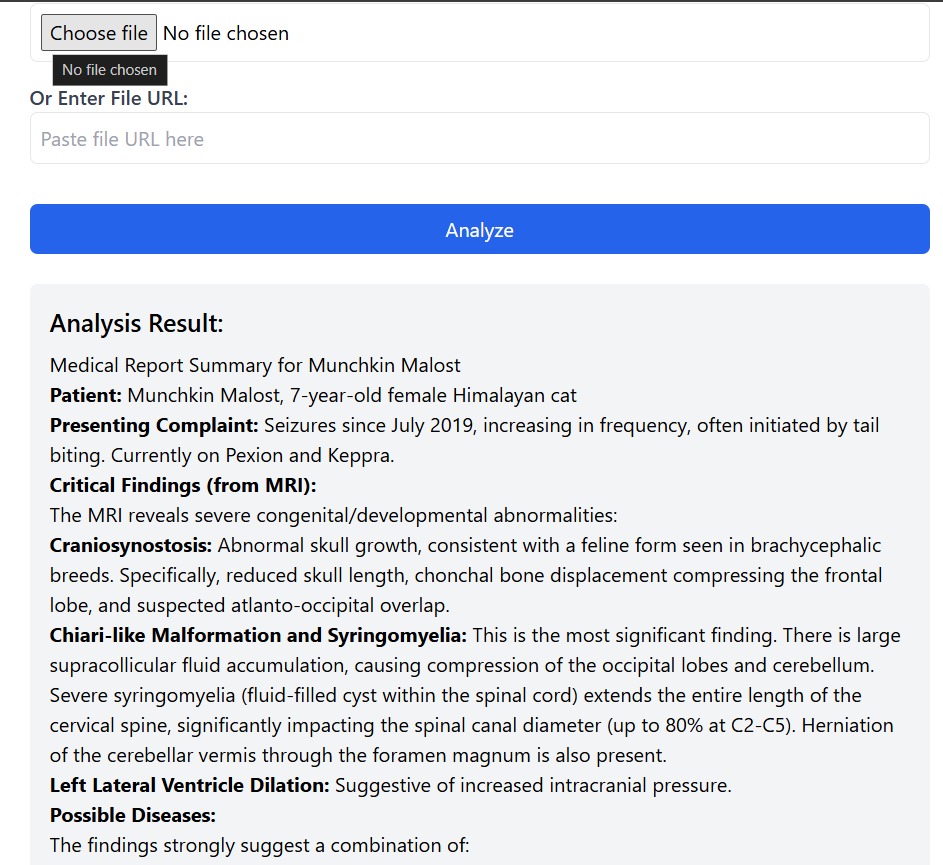 Choose file No file chosen
No file chosen
Or Enter File URL:
Paste file URL here
Analyze
Analysis Result:
Medical Report Summary for Munchkin Malost
Patient: Munchkin Malost, 7-year-old female Himalayan cat
Presenting Complaint: Seizures since July 2019, increasing in frequency, often initiated by tail
biting. Currently on Pexion and Keppra.
Critical Findings (from MRI):
The MRI reveals severe congenital/developmental abnormalities:
Craniosynostosis: Abnormal skull growth, consistent with a feline form seen in brachycephalic
breeds. Specifically, reduced skull length, chonchal bone displacement compressing the frontal
lobe, and suspected atlanto-occipital overlap.
Chiari-like Malformation and Syringomyelia: This is the most significant finding. There is large
supracollicular fluid accumulation, causing compression of the occipital lobes and cerebellum.
Severe syringomyelia (fluid-filled cyst within the spinal cord) extends the entire length of the
cervical spine, significantly impacting the spinal canal diameter (up to 80% at C2-C5). Herniation
of the cerebellar vermis through the foramen magnum is also present.
Left Lateral Ventricle Dilation: Suggestive of increased intracranial pressure.
Possible Diseases:
The findings strongly suggest a combination of: